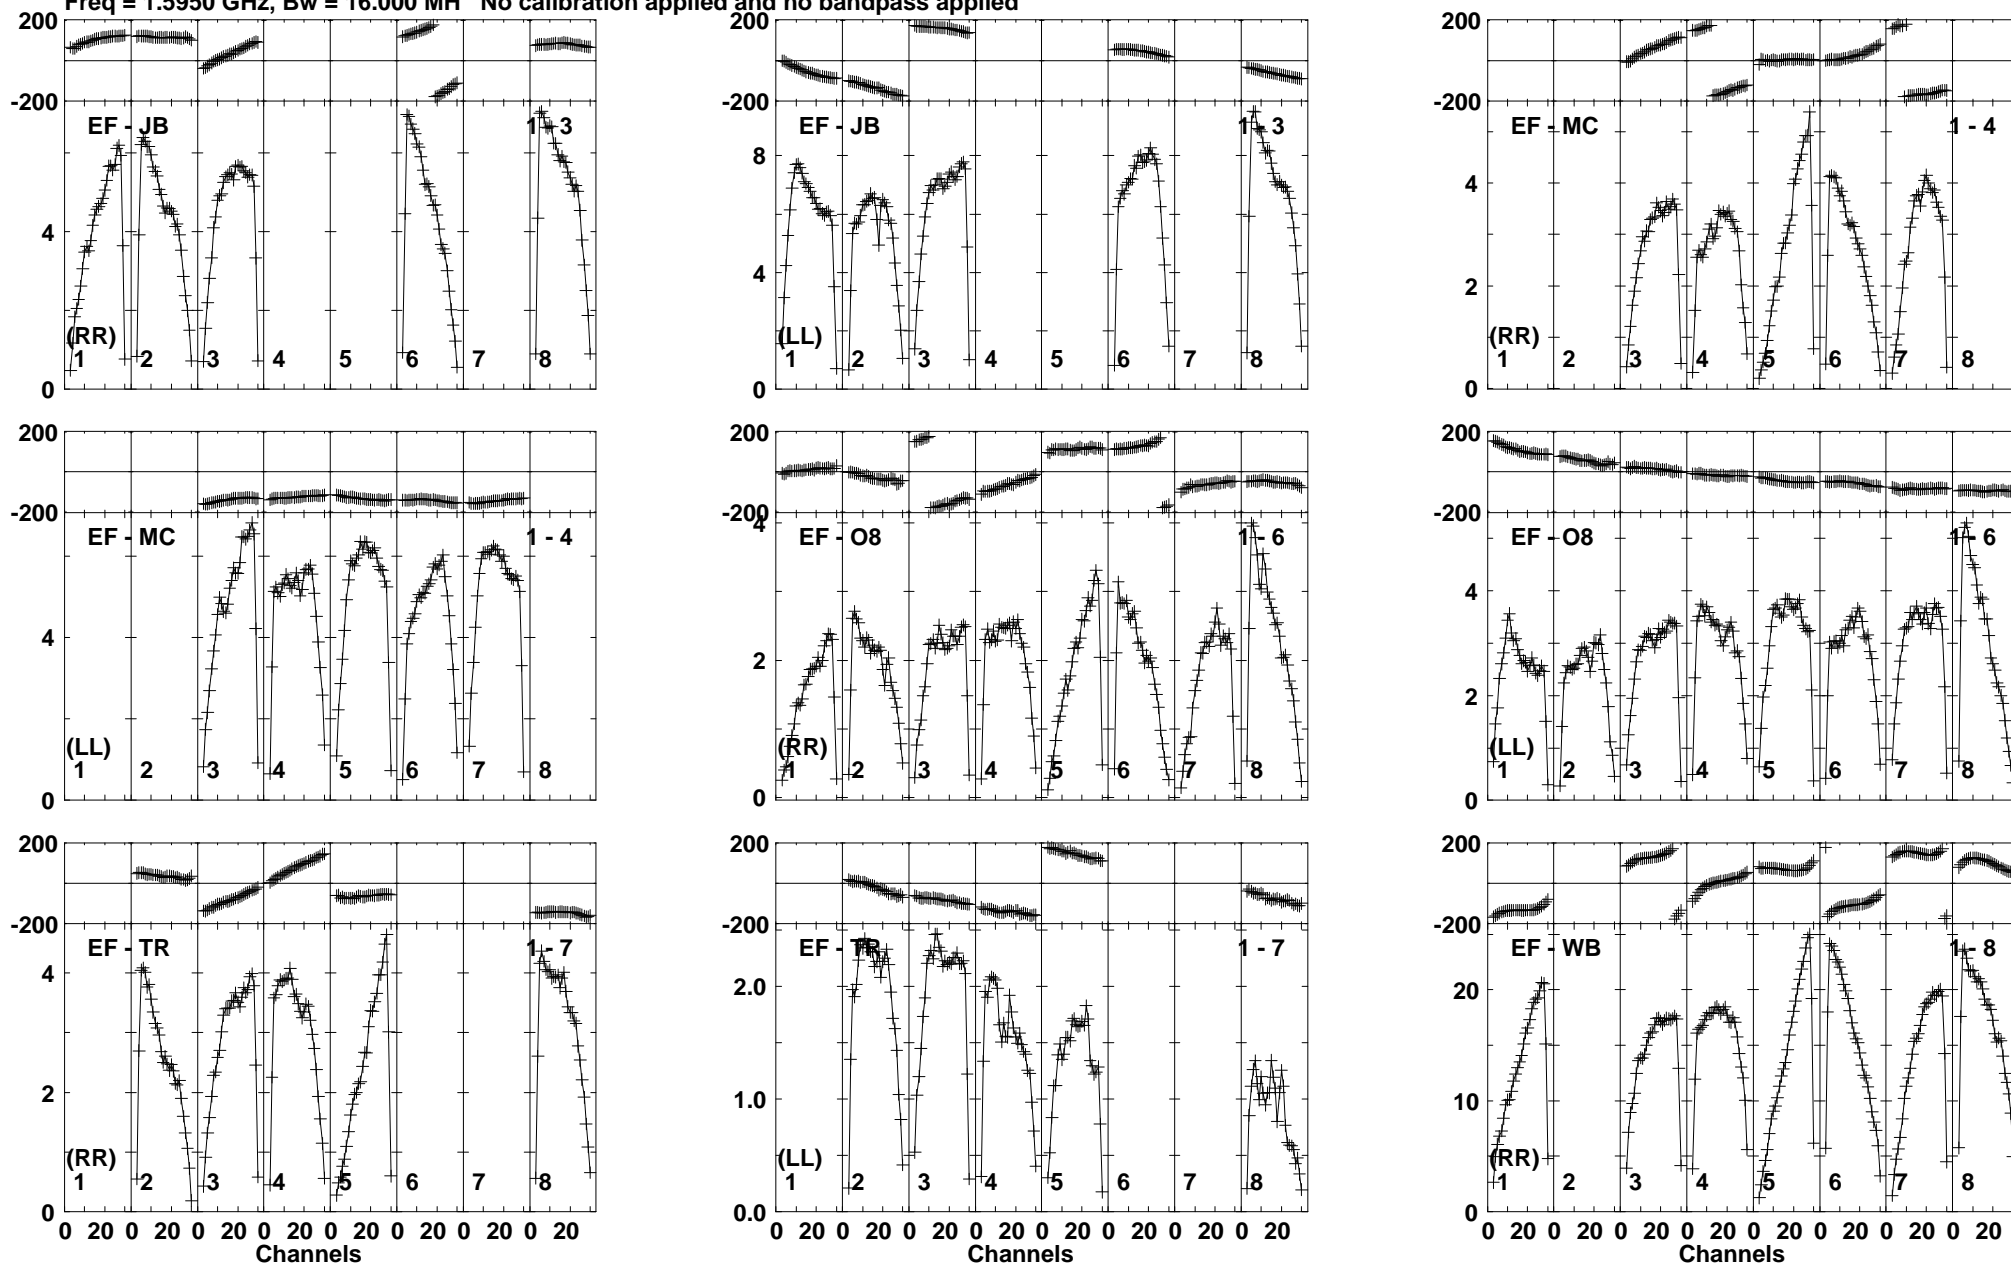 Freq = 1.5950 GHz, Bw = 16.000 MH No calibration applied and no bandpass applied
200 200 200
-200 -200 -200
EF - JB 1 - 3 EF - JB 1 - 3 EF - MC 1 - 4
8
4 4
4 2
(RR) (LL) (RR)
1 2 3 4 5 6 7 8 1 2 3 4 5 6 7 8 1 2 3 4 5 6 7 8
0 0 0
200 200 200
-200 -200 -200
4
EF - MC 1 - 4 EF - O8 1 - 6 EF - O8 1 - 6
4 2 4
2
(LL) (RR) (LL)
1 2 3 4 5 6 7 8 1 2 3 4 5 6 7 8 1 2 3 4 5 6 7 8
0 0 0
200 200 200
-200 -200 -200
EF - TR 1 - 7 EF - TR 1 - 7 EF - WB 1 - 8
4 2.0 20
2 1.0 10
(RR) (LL) (RR)
1 2 3 4 5 6 7 8 1 2 3 4 5 6 7 8 1 2 3 4 5 6 7 8
0 0.0 0
0 20 0 20 0 20 0 20 0 20 0 20 0 20 0 20 0 20 0 20 0 20 0 20 0 20 0 20 0 20 0 20 0 20 0 20 0 20 0 20 0 20 0 20 0 20 0 20
Channels Channels Channels